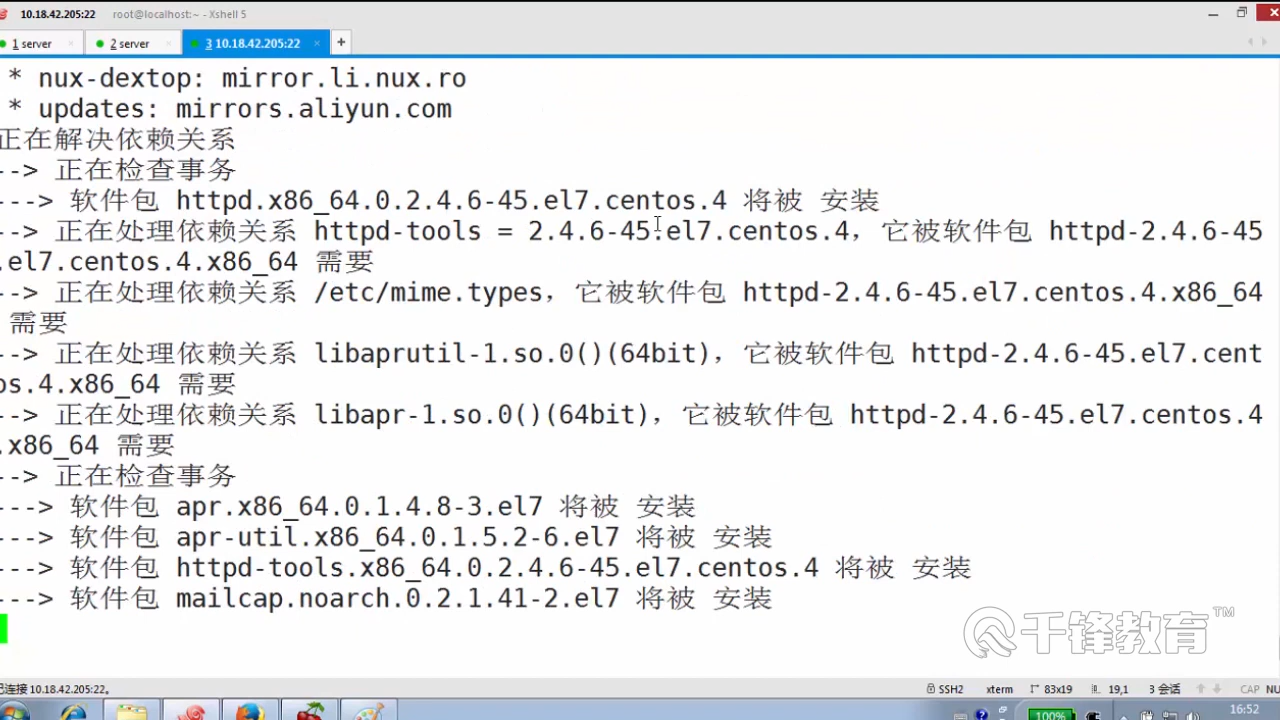 10.18.42.205:22 root@localhost:~ - Xshell 5
1 server × 2 server × 3 10.18.42.205:22 × +
* nux-dextop: mirror.li.nux.ro
* updates: mirrors.aliyun.com
正在解决依赖关系
--> 正在检查事务
---> 软件包 httpd.x86_64.0.2.4.6-45.el7.centos.4 将被 安装
--> 正在处理依赖关系 httpd-tools = 2.4.6-45.el7.centos.4，它被软件包 httpd-2.4.6-45
.el7.centos.4.x86_64 需要
--> 正在处理依赖关系 /etc/mime.types，它被软件包 httpd-2.4.6-45.el7.centos.4.x86_64
需要
--> 正在处理依赖关系 libaprutil-1.so.0()(64bit)，它被软件包 httpd-2.4.6-45.el7.cent
os.4.x86_64 需要
--> 正在处理依赖关系 libapr-1.so.0()(64bit)，它被软件包 httpd-2.4.6-45.el7.centos.4
.x86_64 需要
--> 正在检查事务
---> 软件包 apr.x86_64.0.1.4.8-3.el7 将被 安装
---> 软件包 apr-util.x86_64.0.1.5.2-6.el7 将被 安装
---> 软件包 httpd-tools.x86_64.0.2.4.6-45.el7.centos.4 将被 安装
---> 软件包 mailcap.noarch.0.2.1.41-2.el7 将被 安装
千锋教育™
已连接 10.18.42.205:22。 SSH2 xterm 83x19 19,1 3 会话 CAP NU
100% 16:52